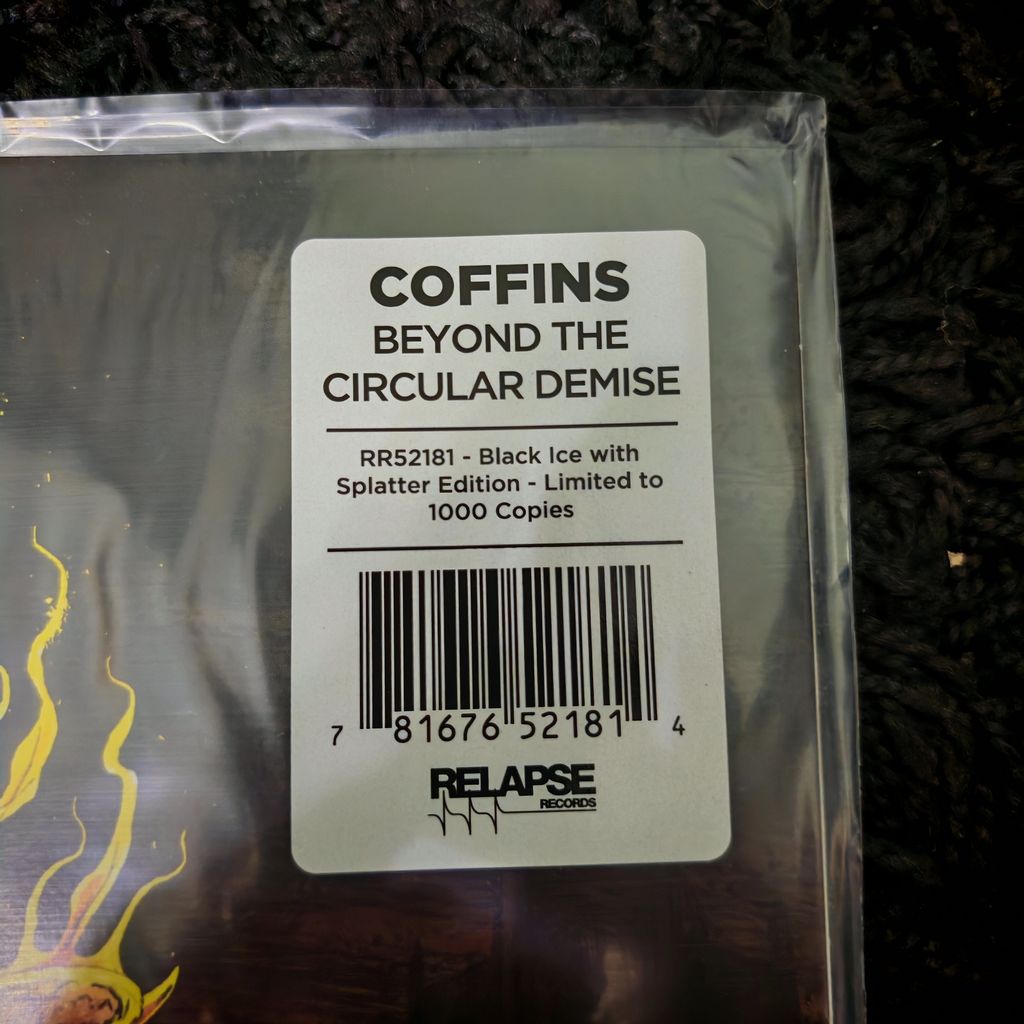 COFFINS
BEYOND THE
CIRCULAR DEMISE
RR52181 - Black Ice with
Splatter Edition - Limited to
1000 Copies
7 81676 52181 4
RELAPSE
RECORDS